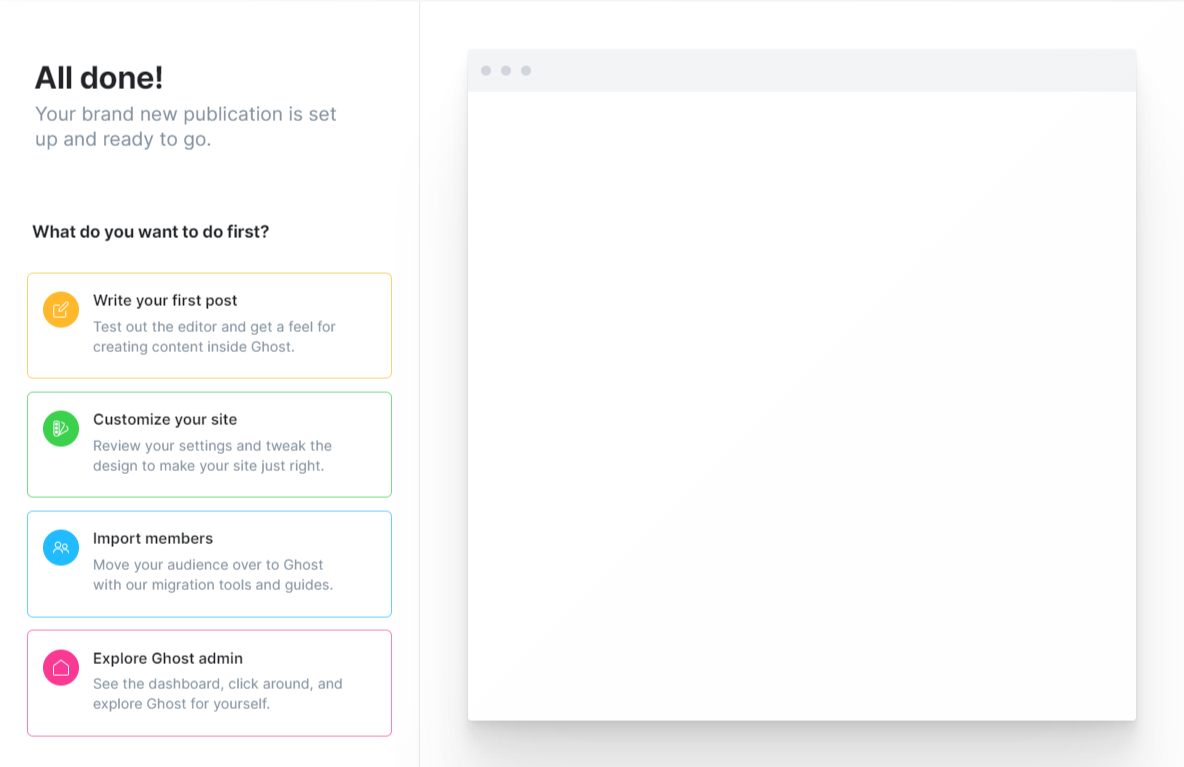 All done!
Your brand new publication is set
up and ready to go.
What do you want to do first?
Write your first post
Test out the editor and get a feel for
creating content inside Ghost.
Customize your site
Review your settings and tweak the
design to make your site just right.
Import members
Move your audience over to Ghost
with our migration tools and guides.
Explore Ghost admin
See the dashboard, click around, and
explore Ghost for yourself.